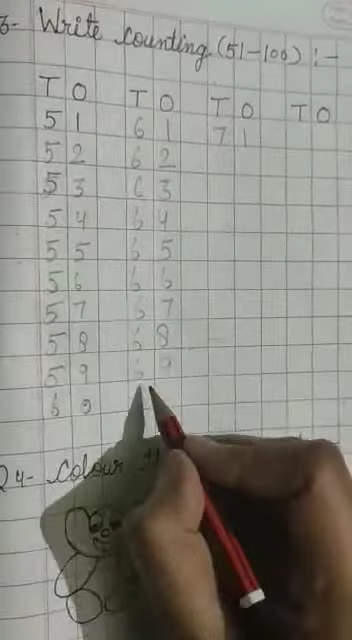 3- Write counting (51-100) :-
T O T O T O T O
5 1 6 1 7 1
5 2 6 2
5 3 6 3
5 4 6 4
5 5 6 5
5 6 6 6
5 7 6 7
5 8 6 8
5 9 6 9
6 0
Q4- Colour